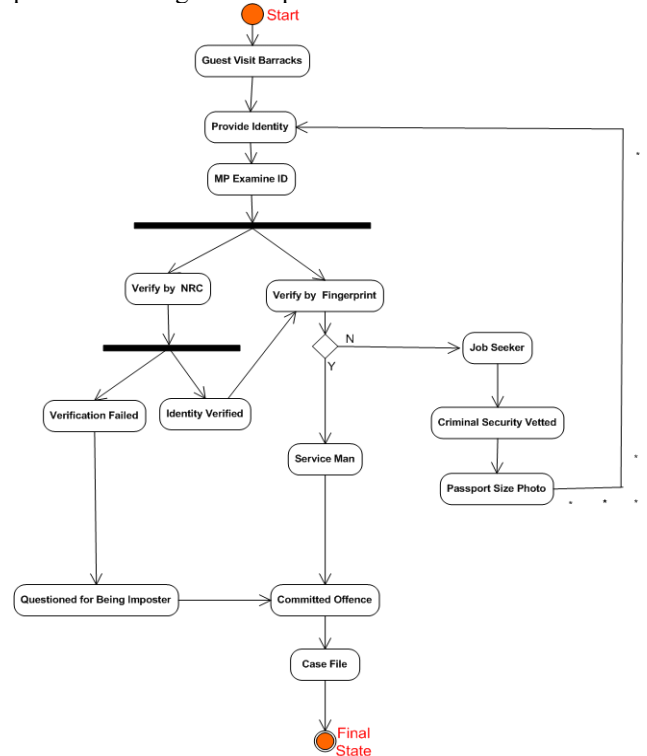 Start
Guest Visit Barracks
Provide Identity
MP Examine ID
Verify by NRC
Verify by Fingerprint
N
Y
Job Seeker
Verification Failed
Identity Verified
Criminal Security Vetted
Service Man
Passport Size Photo
Questioned for Being Imposter
Committed Offence
Case File
Final
State